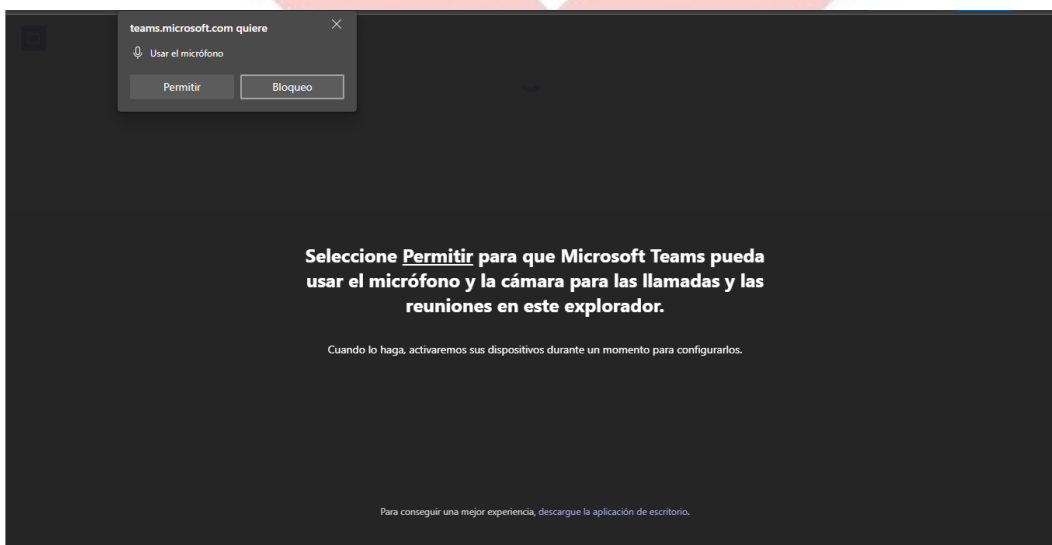 teams.microsoft.com quiere
Usar el micrófono
Permitir Bloqueo
Seleccione Permitir para que Microsoft Teams pueda
usar el micrófono y la cámara para las llamadas y las
reuniones en este explorador.
Cuando lo haga, activaremos sus dispositivos durante un momento para configurarlos.
Para conseguir una mejor experiencia, descargue la aplicación de escritorio.